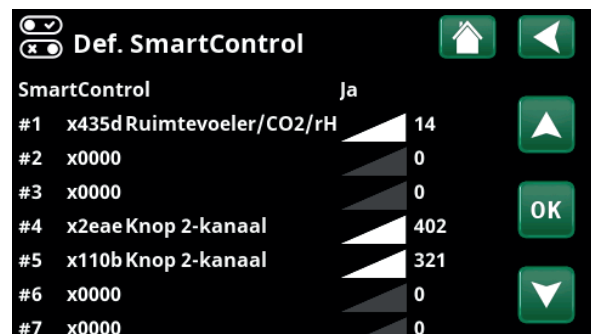 Def. SmartControl
SmartControl Ja
#1 x435d Ruimtevoeler/CO2/rH 14
#2 x0000 0
#3 x0000 0
#4 x2eae Knop 2-kanaal 402
OK
#5 x110b Knop 2-kanaal 321
#6 x0000 0
#7 x0000 0